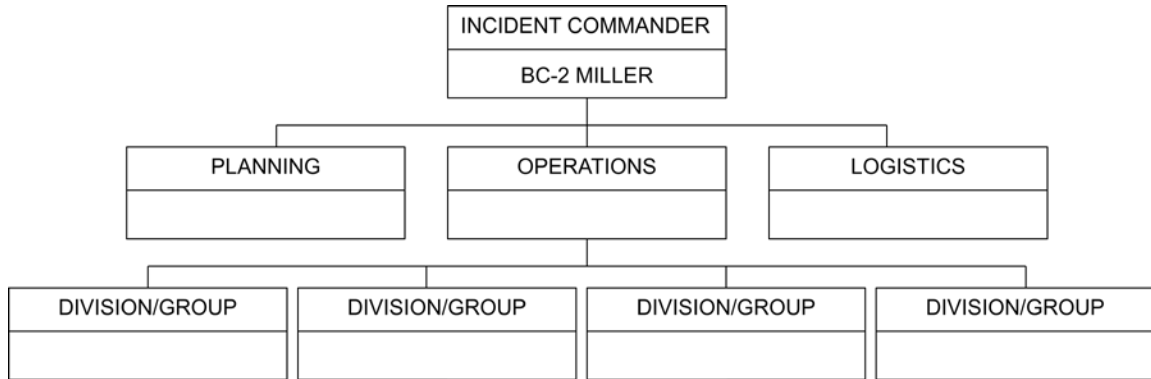 INCIDENT COMMANDER
BC-2 MILLER
PLANNING
OPERATIONS
LOGISTICS
DIVISION/GROUP
DIVISION/GROUP
DIVISION/GROUP
DIVISION/GROUP